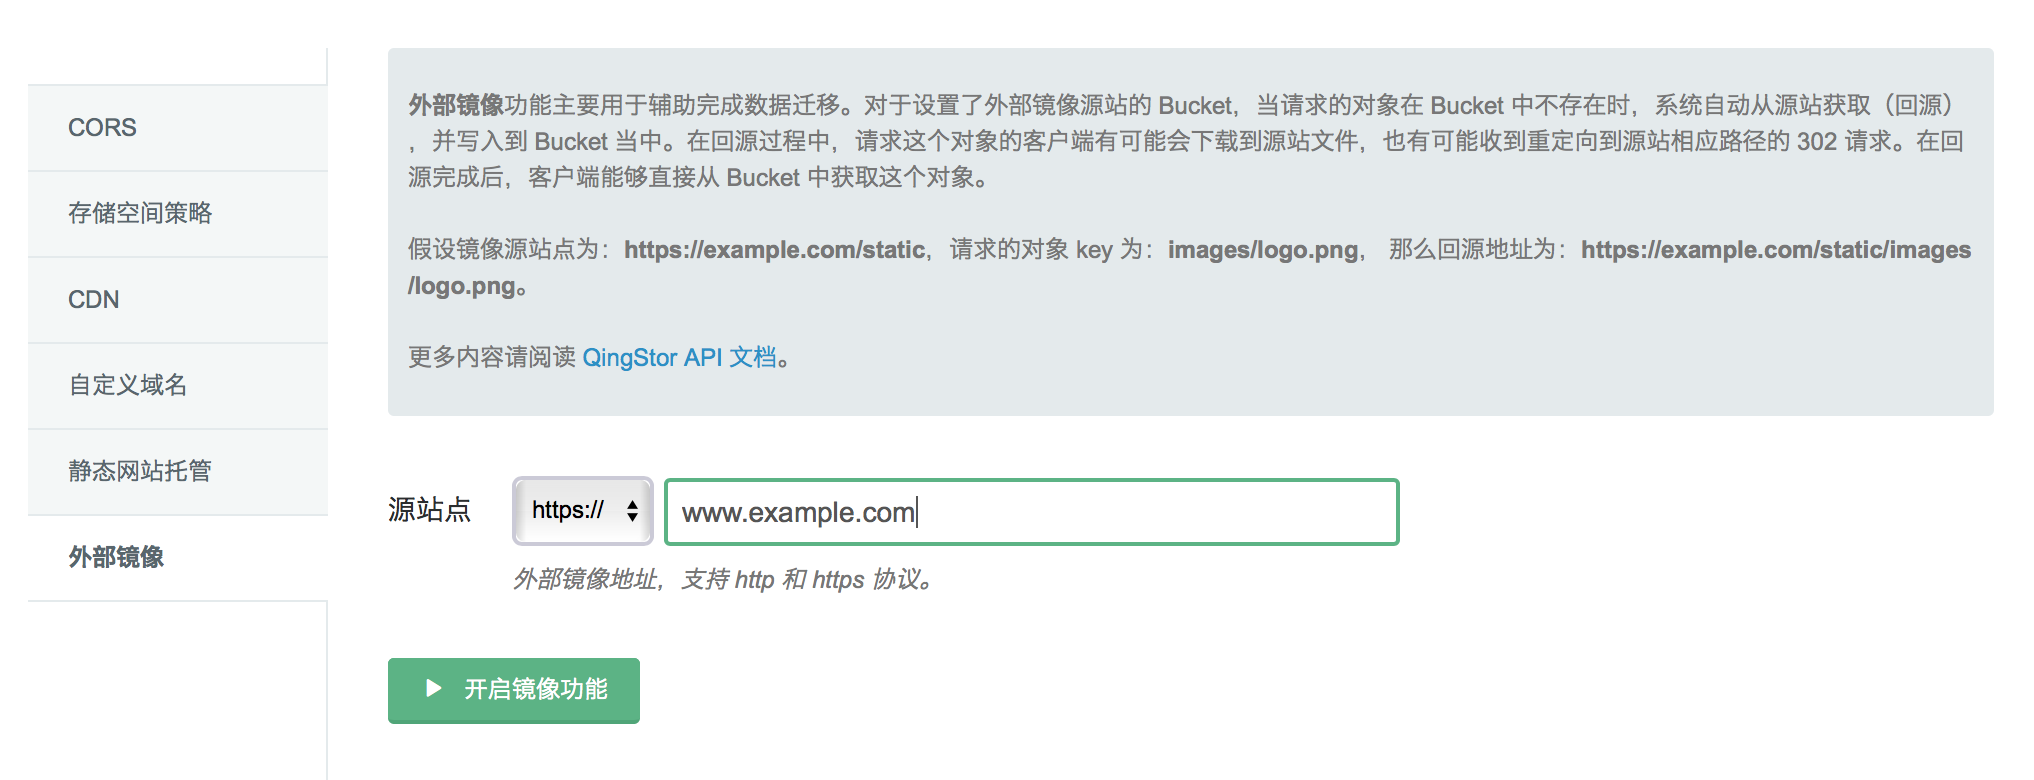 CORS
存储空间策略
CDN
自定义域名
静态网站托管
外部镜像
外部镜像功能主要用于辅助完成数据迁移。对于设置了外部镜像源站的 Bucket，当请求的对象在 Bucket 中不存在时，系统自动从源站获取（回源）
，并写入到 Bucket 当中。在回源过程中，请求这个对象的客户端有可能会下载到源站文件，也有可能收到重定向到源站相应路径的 302 请求。在回
源完成后，客户端能够直接从 Bucket 中获取这个对象。
假设镜像源站点为：https://example.com/static，请求的对象 key 为：images/logo.png， 那么回源地址为：https://example.com/static/images
/logo.png。
更多内容请阅读 QingStor API 文档。
源站点 https:// www.example.com
外部镜像地址，支持 http 和 https 协议。
开启镜像功能